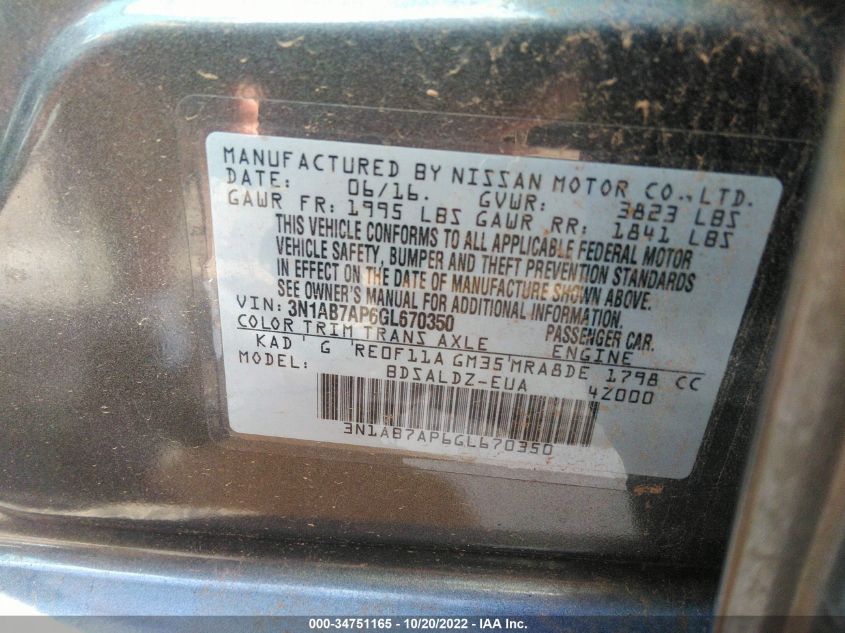 MANUFACTURED BY NISSAN MOTOR CO., LTD.
DATE: 06/16. GVWR: 3823 LBS
GAWR FR: 1995 LBS GAWR RR: 1841 LBS
THIS VEHICLE CONFORMS TO ALL APPLICABLE FEDERAL MOTOR
VEHICLE SAFETY, BUMPER AND THEFT PREVENTION STANDARDS
IN EFFECT ON THE DATE OF MANUFACTURE SHOWN ABOVE.
SEE OWNER'S MANUAL FOR ADDITIONAL INFORMATION.
VIN: 3N1AB7AP6GL670350 PASSENGER CAR.
COLOR TRIM TRANS AXLE ENGINE
KAD ' G 'RE0F11A GM35'MRA8DE 1798 CC
MODEL: BDSALDZ-EUA 4Z000
3N1AB7AP6GL670350
000-34751165 - 10/20/2022 - IAA Inc.